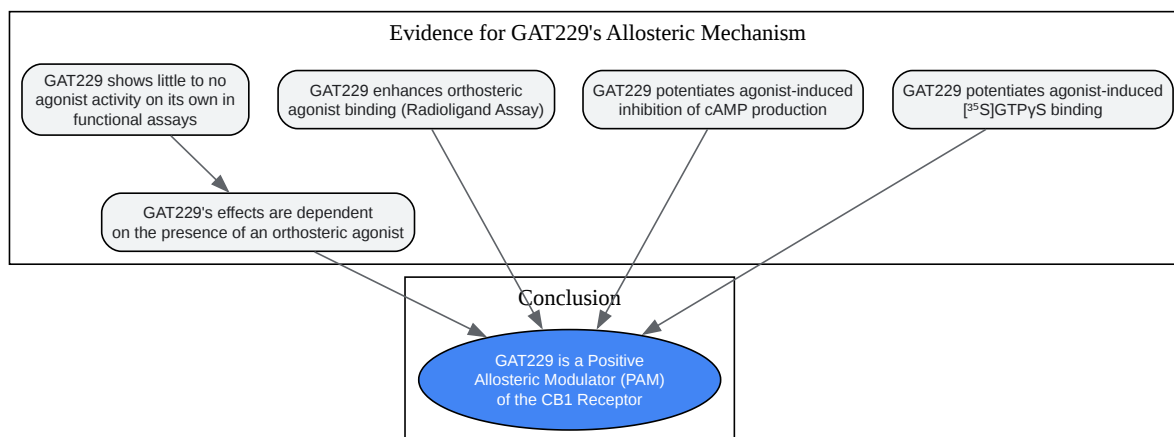 Evidence for GAT229's Allosteric Mechanism
GAT229 shows little to no
agonist activity on its own in
functional assays
GAT229 enhances orthosteric
agonist binding (Radioligand Assay)
GAT229 potentiates agonist-induced
inhibition of cAMP production
GAT229 potentiates agonist-induced
[³⁵S]GTPγS binding
GAT229's effects are dependent
on the presence of an orthosteric agonist
Conclusion
GAT229 is a Positive
Allosteric Modulator (PAM)
of the CB1 Receptor